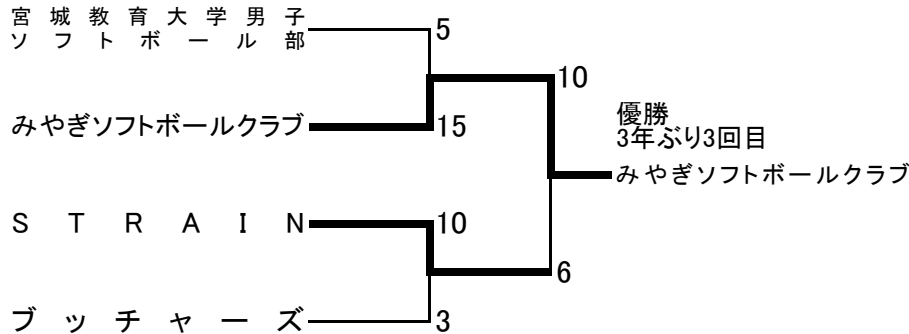 宮城教育大学男子
ソフトボール部
5
10
みやぎソフトボールクラブ
15
優勝
3年ぶり3回目
みやぎソフトボールクラブ
STRAIN
10
6
ブッチャーズ
3